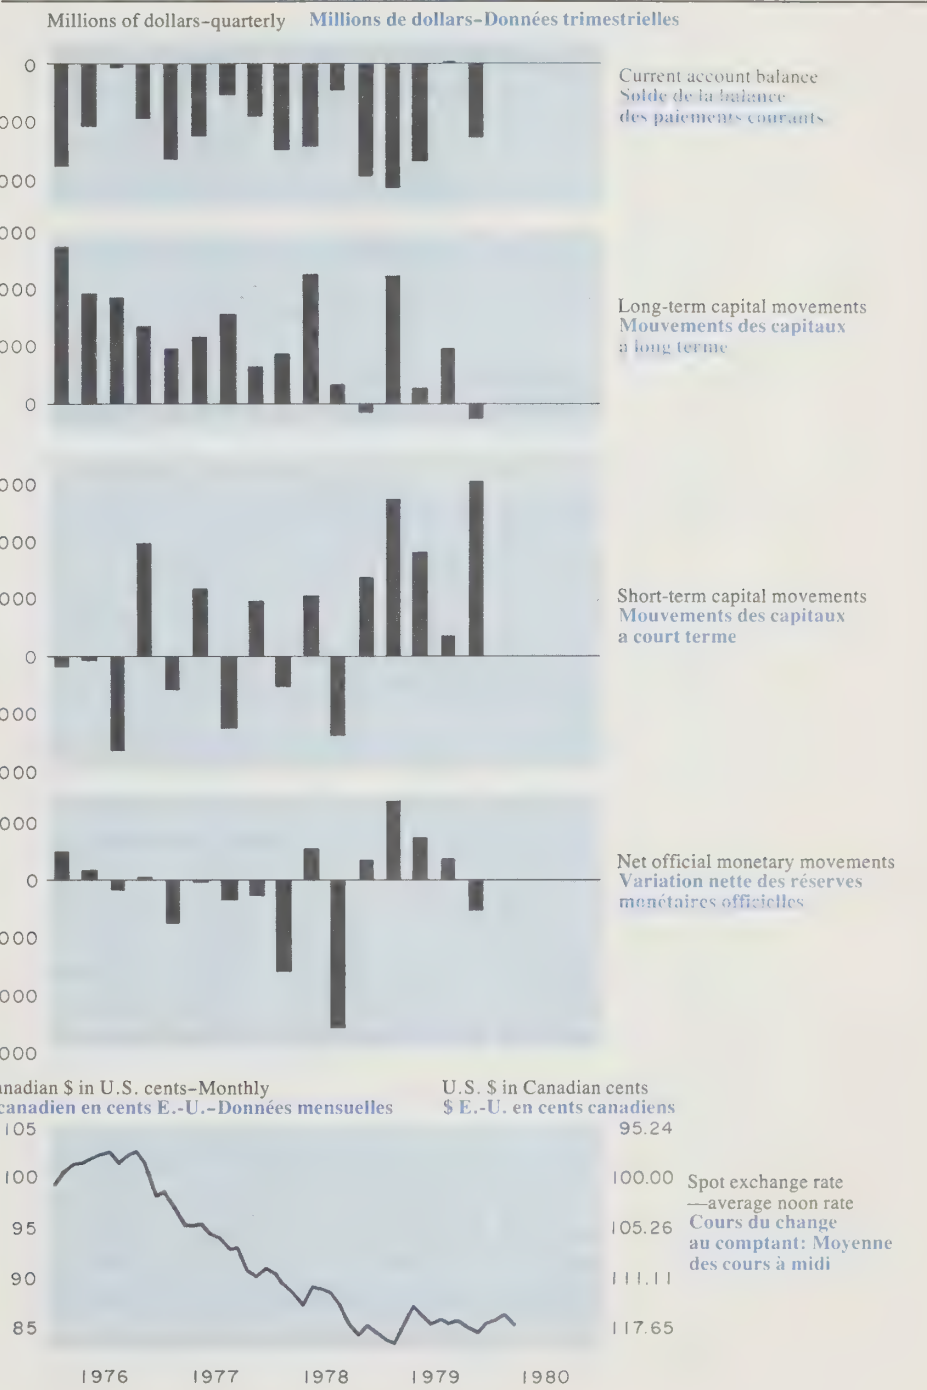 Millions of dollars–quarterly Millions de dollars–Données trimestrielles
0
000
000
Current account balance
Solde de la balance
des paiements courants
000
000
000
0
Long-term capital movements
Mouvements des capitaux
a long terme
000
000
000
0
000
000
Short-term capital movements
Mouvements des capitaux
a court terme
000
0
000
000
000
Net official monetary movements
Variation nette des réserves
monétaires officielles
anadian $ in U.S. cents–Monthly
canadien en cents E.-U.–Données mensuelles
U.S. $ in Canadian cents
$ E.-U. en cents canadiens
105
100
95
90
85
95.24
100.00
105.26
111.11
117.65
Spot exchange rate
—average noon rate
Cours du change
au comptant: Moyenne
des cours à midi
1976 1977 1978 1979 1980